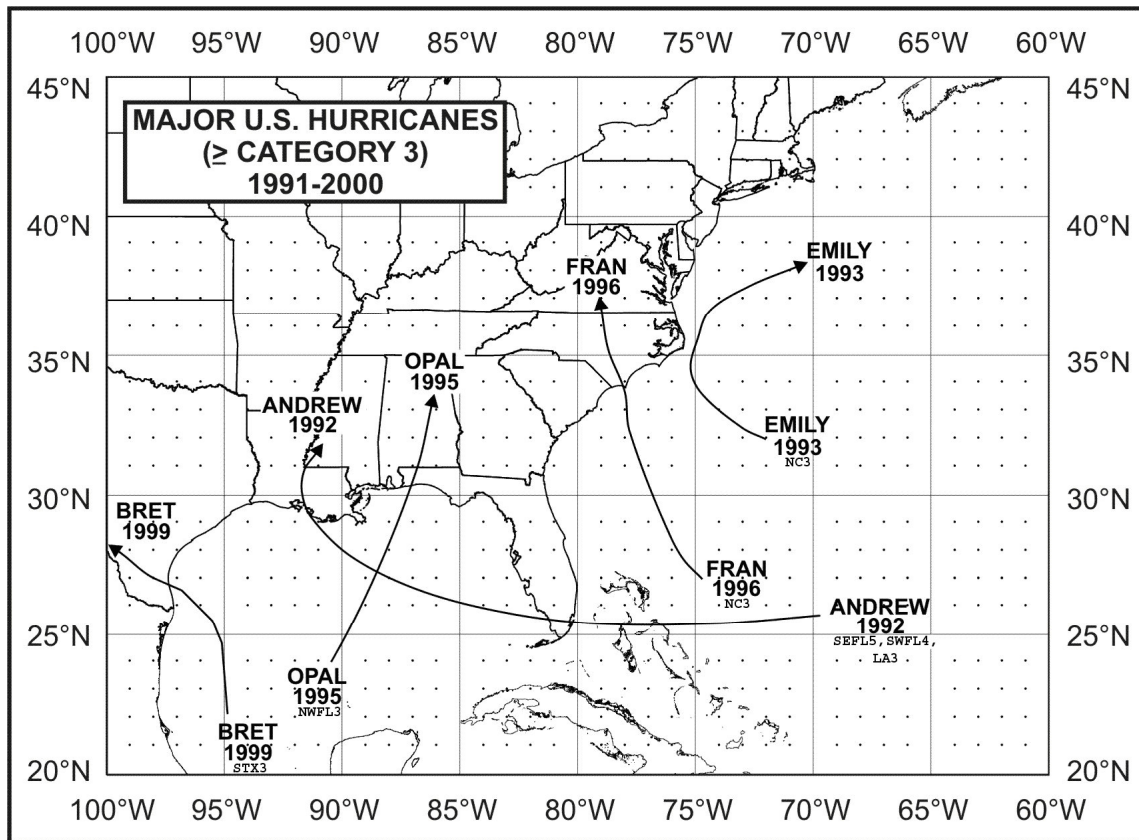 100°W 95°W 90°W 85°W 80°W 75°W 70°W 65°W 60°W
45°N 45°N
MAJOR U.S. HURRICANES
(≥ CATEGORY 3)
1991-2000
40°N 40°N
EMILY
1993
FRAN
1996
35°N 35°N
OPAL
1995
ANDREW
1992
EMILY
1993
NC3
30°N 30°N
BRET
1999
FRAN
1996
NC3
ANDREW
1992
SEFL5, SWFL4,
LA3
25°N 25°N
OPAL
1995
NWFL3
BRET
1999
STX3
20°N 20°N
100°W 95°W 90°W 85°W 80°W 75°W 70°W 65°W 60°W